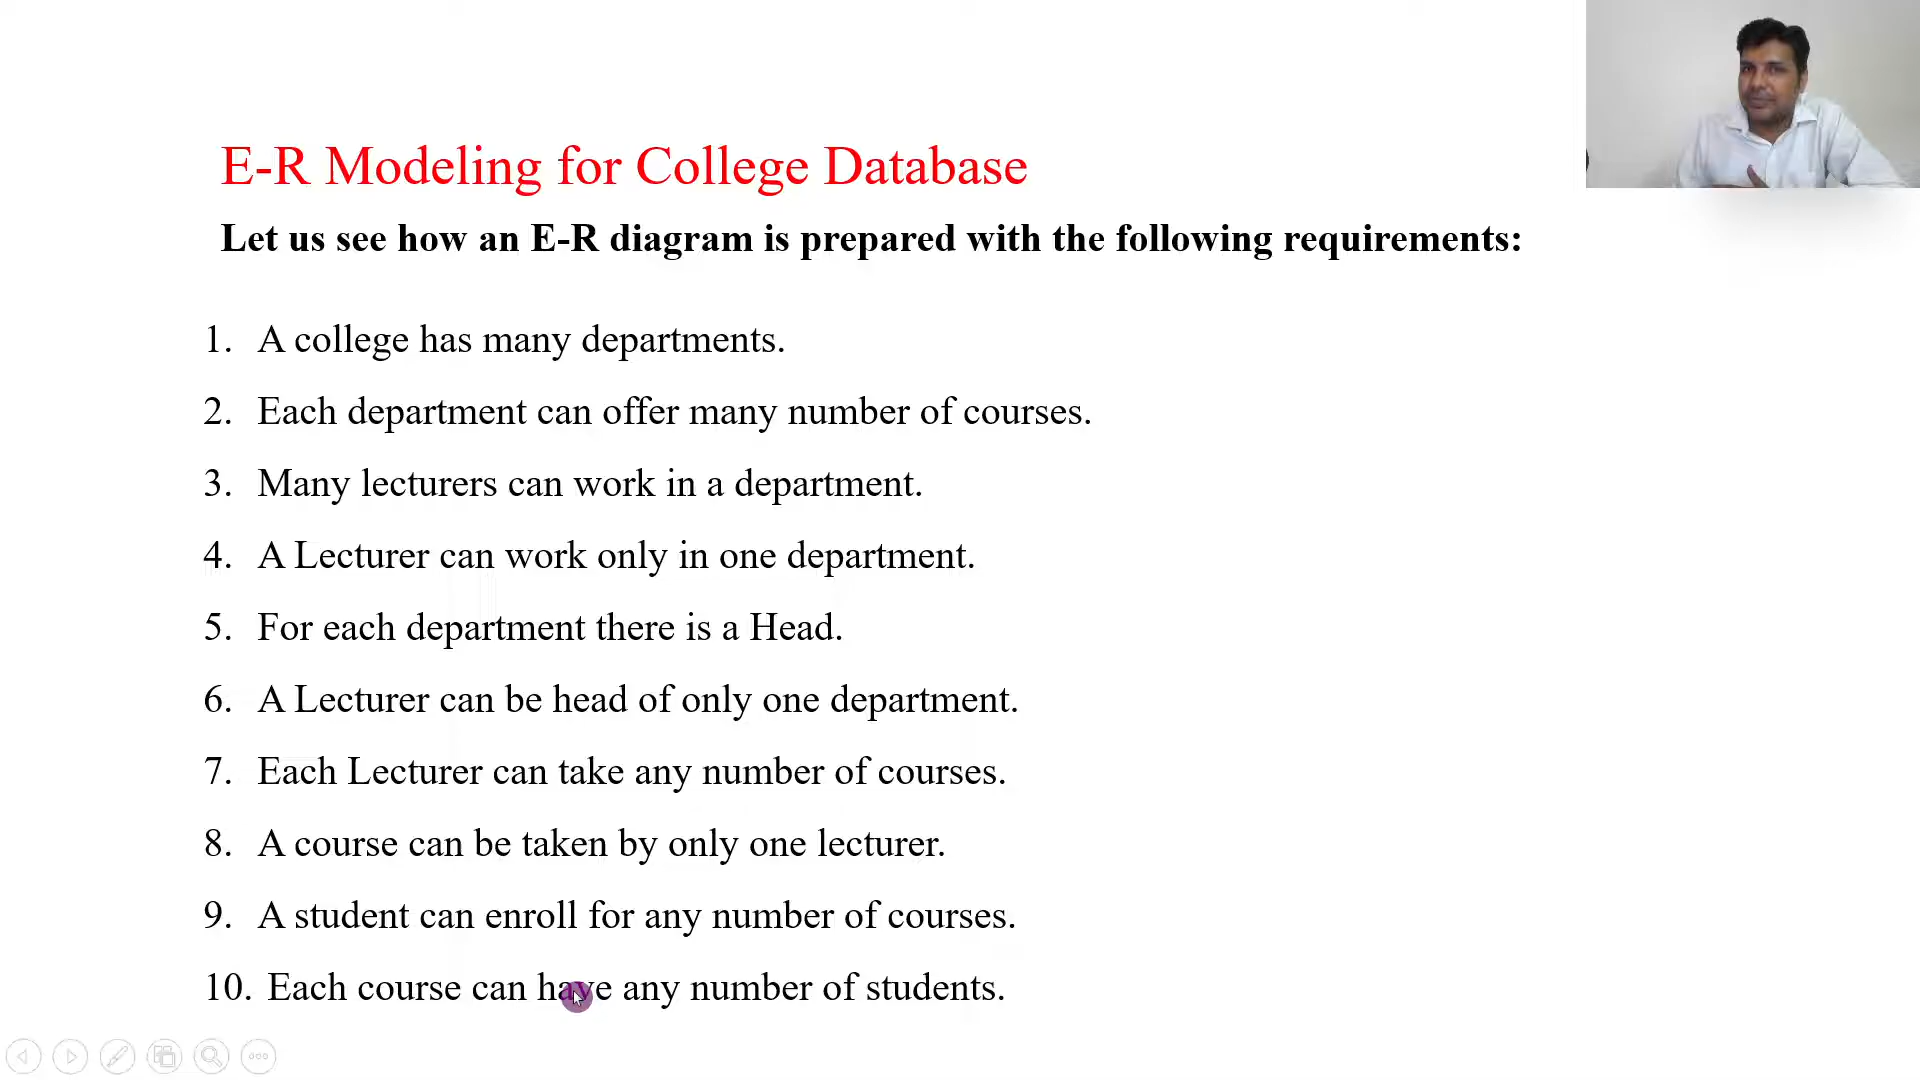 E-R Modeling for College Database
Let us see how an E-R diagram is prepared with the following requirements:
1. A college has many departments.
2. Each department can offer many number of courses.
3. Many lecturers can work in a department.
4. A Lecturer can work only in one department.
5. For each department there is a Head.
6. A Lecturer can be head of only one department.
7. Each Lecturer can take any number of courses.
8. A course can be taken by only one lecturer.
9. A student can enroll for any number of courses.
10. Each course can have any number of students.